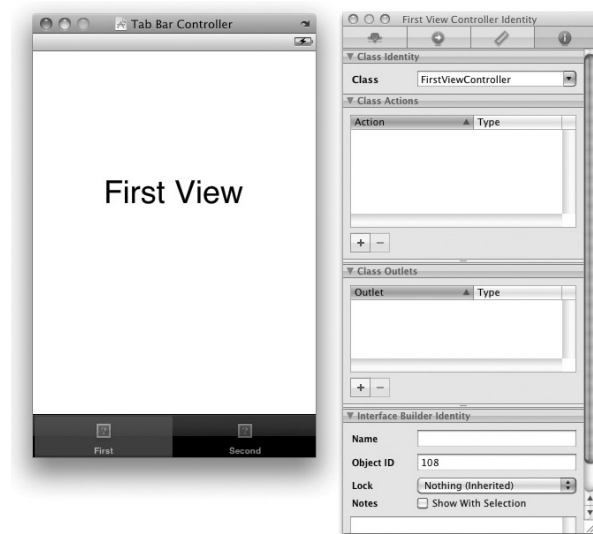 Tab Bar Controller
First View
First
Second
First View Controller Identity
Class Identity
Class
FirstViewController
Class Actions
Action
Type
+ −
Class Outlets
Outlet
Type
+ −
Interface Builder Identity
Name
Object ID
108
Lock
Nothing (Inherited)
Notes
Show With Selection